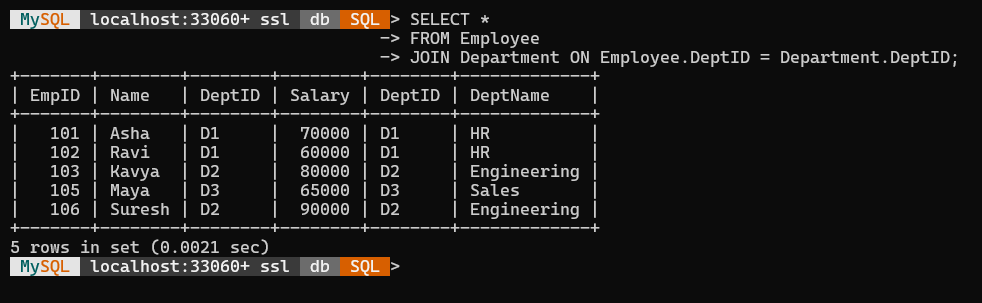 MySQL localhost:33060+ ssl db SQL> SELECT *
-> FROM Employee
-> JOIN Department ON Employee.DeptID = Department.DeptID;
+-------+--------+--------+--------+--------+-------------+
| EmpID | Name   | DeptID | Salary | DeptID | DeptName    |
+-------+--------+--------+--------+--------+-------------+
|   101 | Asha   | D1     |  70000 | D1     | HR          |
|   102 | Ravi   | D1     |  60000 | D1     | HR          |
|   103 | Kavya  | D2     |  80000 | D2     | Engineering |
|   105 | Maya   | D3     |  65000 | D3     | Sales       |
|   106 | Suresh | D2     |  90000 | D2     | Engineering |
+-------+--------+--------+--------+--------+-------------+
5 rows in set (0.0021 sec)
MySQL localhost:33060+ ssl db SQL>